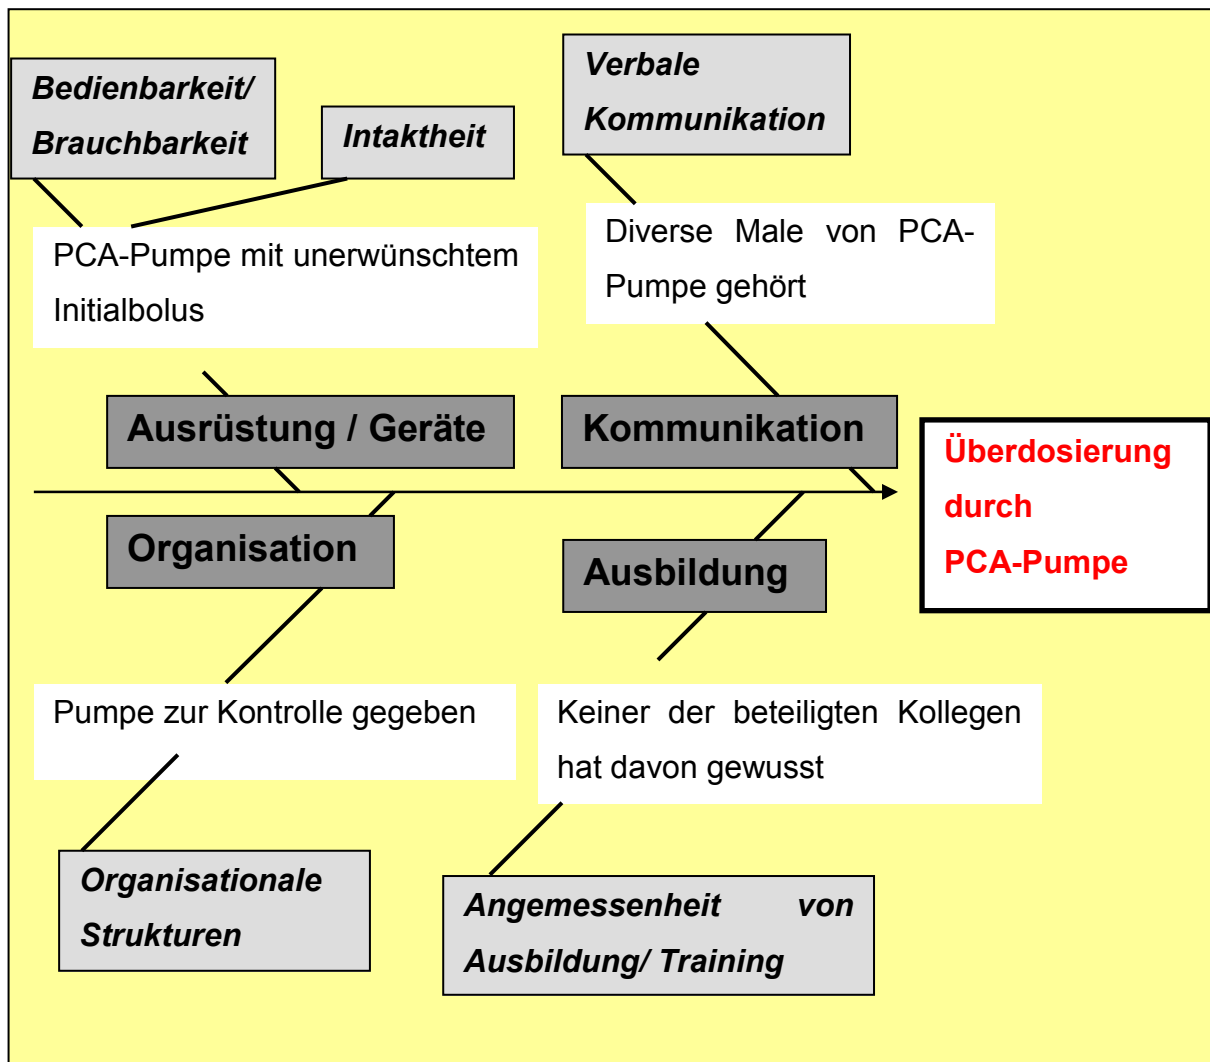 Bedienbarkeit/
Brauchbarkeit
Intaktheit
Verbale
Kommunikation
PCA-Pumpe mit unerwünschtem
Initialbolus
Diverse Male von PCA-
Pumpe gehört
Ausrüstung / Geräte
Kommunikation
Überdosierung
durch
PCA-Pumpe
Organisation
Ausbildung
Pumpe zur Kontrolle gegeben
Keiner der beteiligten Kollegen
hat davon gewusst
Organisationale
Strukturen
Angemessenheit von
Ausbildung/ Training